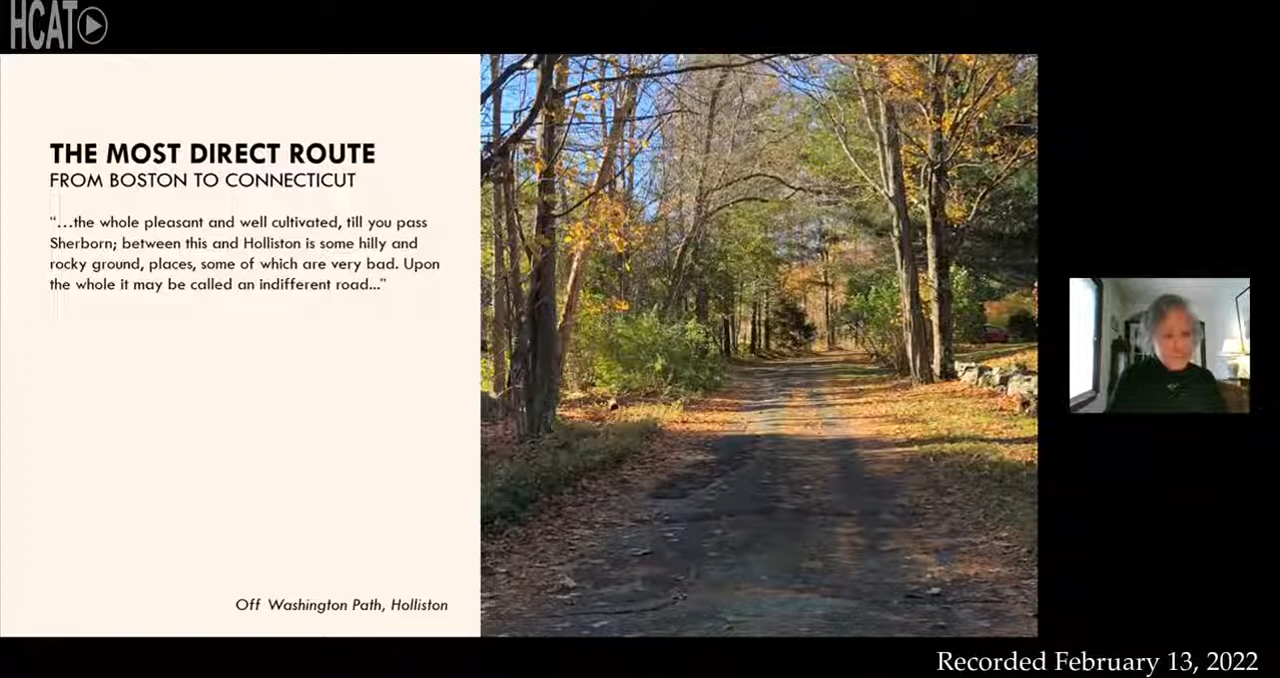 HCAT
THE MOST DIRECT ROUTE
FROM BOSTON TO CONNECTICUT
“…the whole pleasant and well cultivated, till you pass
Sherborn; between this and Holliston is some hilly and
rocky ground, places, some of which are very bad. Upon
the whole it may be called an indifferent road...”
Off Washington Path, Holliston
Recorded February 13, 2022